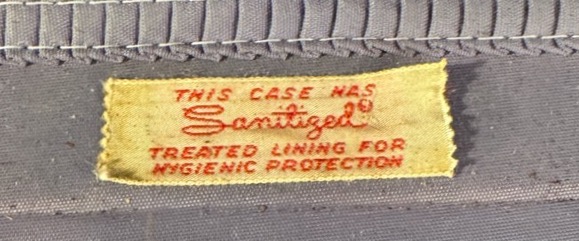 THIS CASE HAS
Sanitized®
TREATED LINING FOR
HYGIENIC PROTECTION